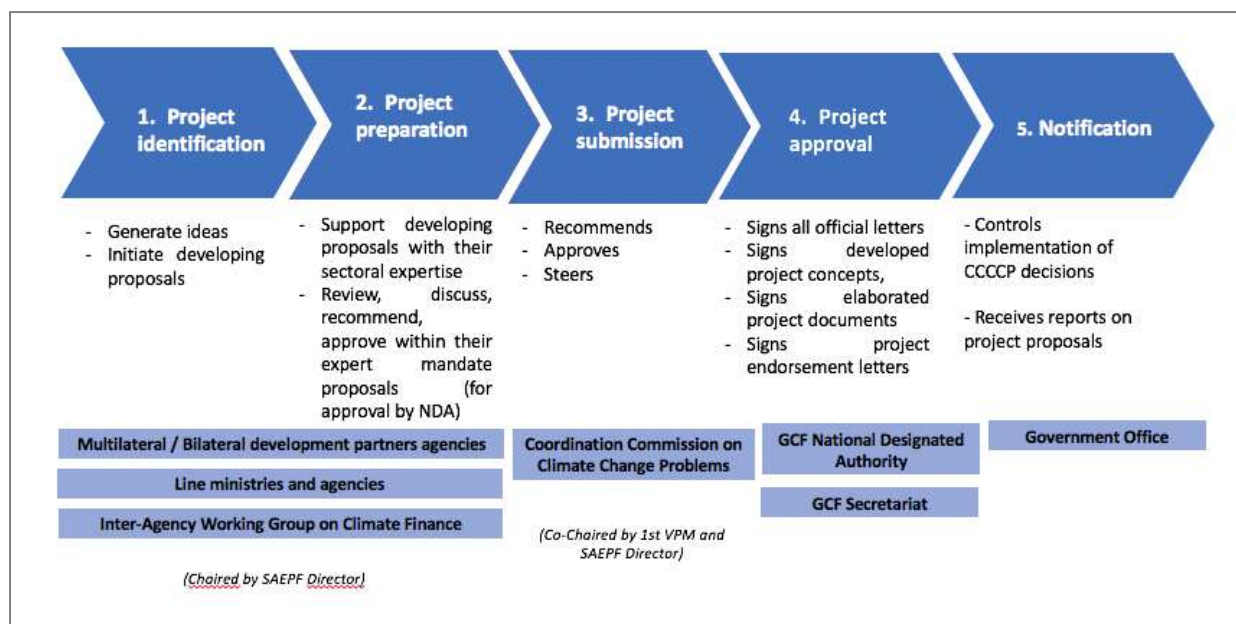 1. Project
identification
2. Project
preparation
3. Project
submission
4. Project
approval
5. Notification
- Generate ideas
- Initiate developing
proposals
- Support developing
proposals with their
sectoral expertise
- Review, discuss,
recommend,
approve within their
expert mandate
proposals (for
approval by NDA)
- Recommends
- Approves
- Steers
- Signs all official letters
- Signs developed
project concepts,
- Signs elaborated
project documents
- Signs project
endorsement letters
- Controls
implementation of
CCCCP decisions
- Receives reports on
project proposals
Multilateral / Bilateral development partners agencies
Line ministries and agencies
Inter-Agency Working Group on Climate Finance
(Chaired by SAEPF Director)
Coordination Commission on
Climate Change Problems
(Co-Chaired by 1st VPM and
SAEPF Director)
GCF National Designated
Authority
GCF Secretariat
Government Office